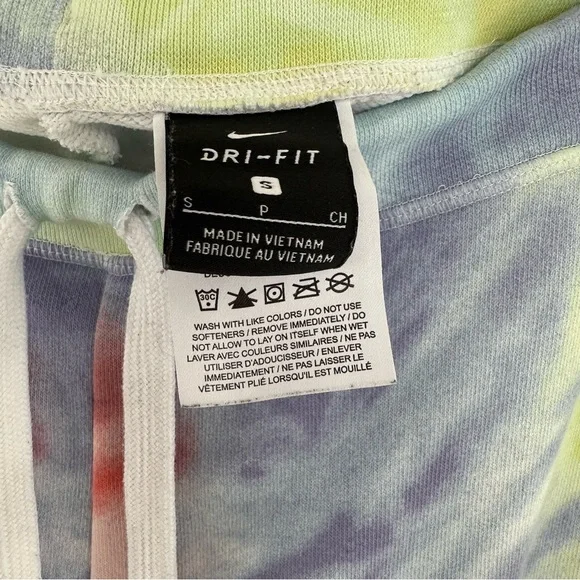 DRI-FIT
S
S P CH
MADE IN VIETNAM
FABRIQUE AU VIETNAM
30C
WASH WITH LIKE COLORS / DO NOT USE
SOFTENERS / REMOVE IMMEDIATELY / DO
NOT ALLOW TO LAY ON ITSELF WHEN WET
LAVER AVEC COULEURS SIMILAIRES / NE PAS
UTILISER D'ADOUCISSEUR / ENLEVER
IMMÉDIATEMENT / NE PAS LAISSER LE
VÊTEMENT PLIÉ LORSQU'IL EST MOUILLÉ